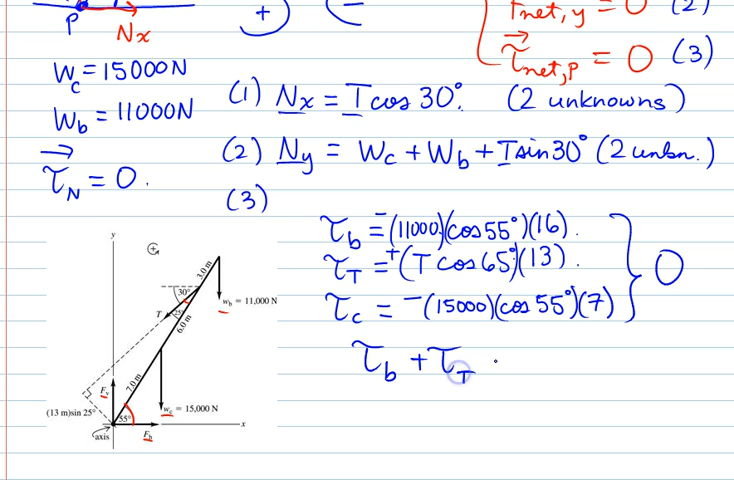 Fnet,y = 0 (2)
P Nx + −
τnet,p = 0 (3)
Wc = 15000N
(1) Nx = T cos 30°. (2 unknowns)
Wb = 11000N
(2) Ny = Wc + Wb + T sin 30° (2 unkn.)
τN = 0.
(3)
τb = −(11000)(cos 55°)(16).
τT = +(T cos 65°)(13).
τc = −(15000)(cos 55°)(7)
} 0
τb + τT
y
+
3.0 m
30°
wb = 11,000 N
T
25°
6.0 m
7.0 m
Fv
(13 m)sin 25°
wc = 15,000 N
55°
x
axis
Fh